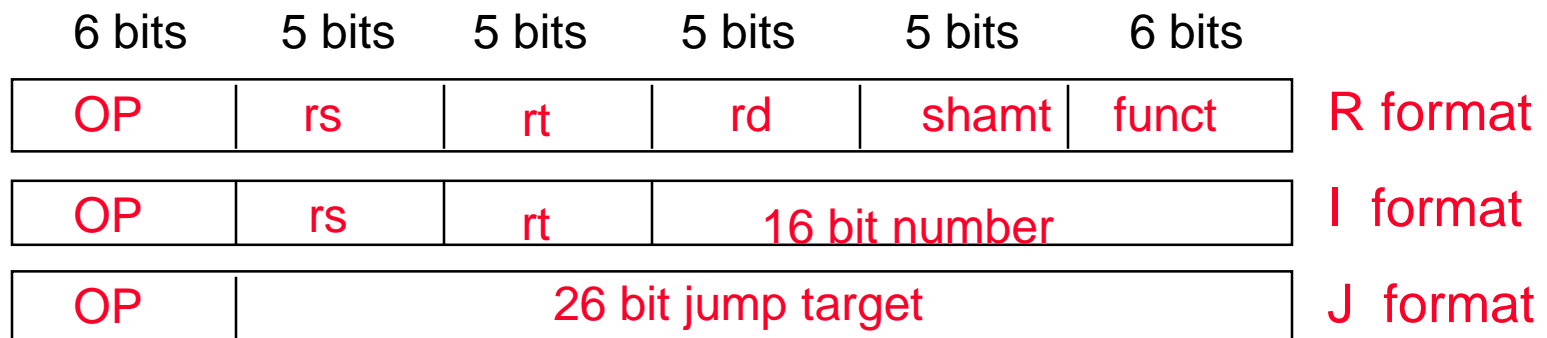 6 bits 5 bits 5 bits 5 bits 5 bits 6 bits
OP rs rt rd shamt funct R format
OP rs rt 16 bit number I format
OP 26 bit jump target J format